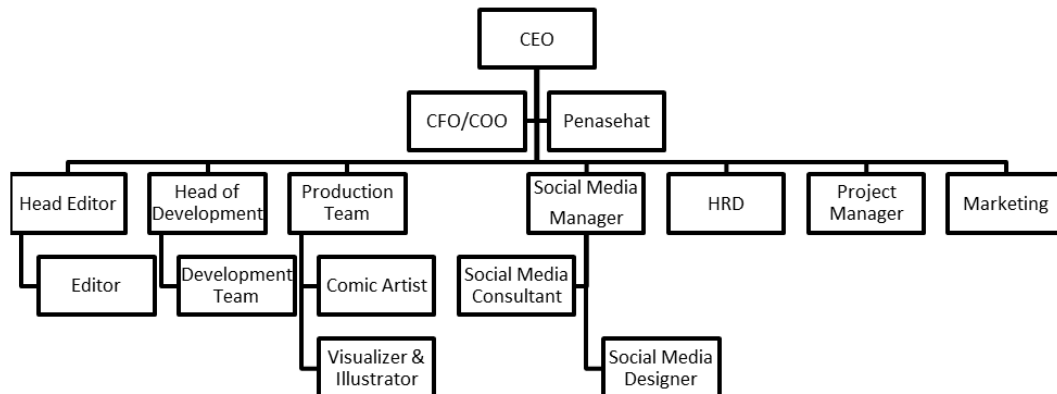 CEO
CFO/COO
Penasehat
Head Editor
Head of
Development
Production
Team
Social Media
Manager
HRD
Project
Manager
Marketing
Editor
Development
Team
Comic Artist
Social Media
Consultant
Visualizer &
Illustrator
Social Media
Designer